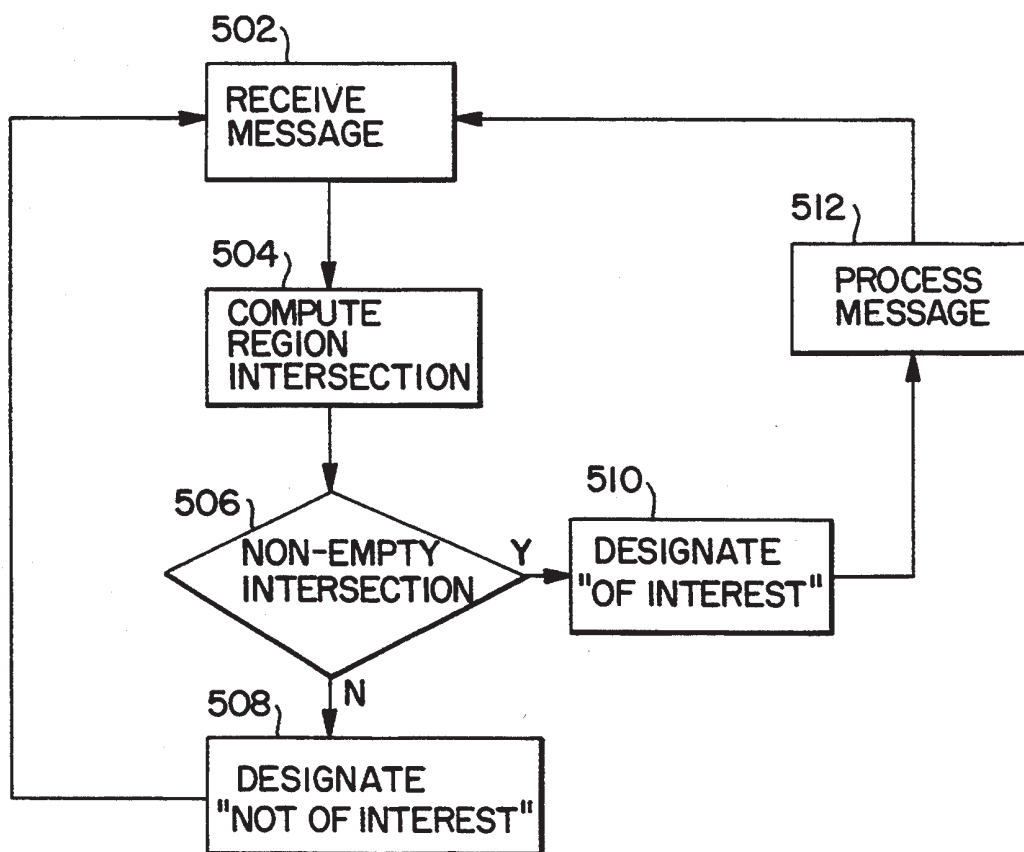 502
RECEIVE
MESSAGE
504
COMPUTE
REGION
INTERSECTION
506
NON-EMPTY
INTERSECTION
Y
N
508
DESIGNATE
"NOT OF INTEREST"
510
DESIGNATE
"OF INTEREST"
512
PROCESS
MESSAGE